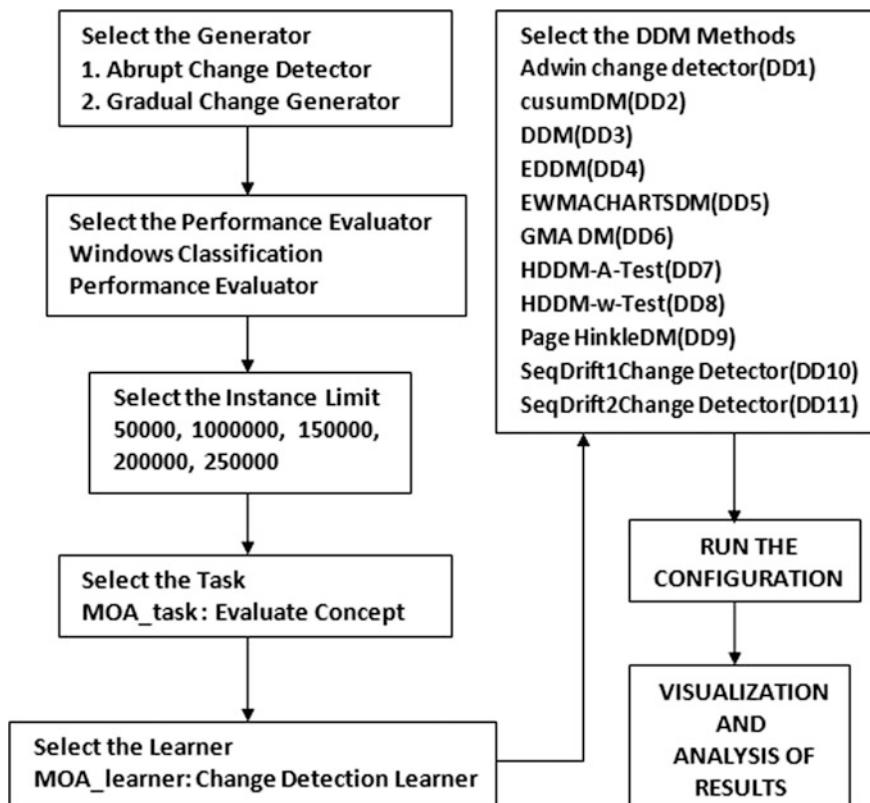 Select the Generator
1. Abrupt Change Detector
2. Gradual Change Generator
Select the Performance Evaluator
Windows Classification
Performance Evaluator
Select the Instance Limit
50000, 1000000, 150000,
200000, 250000
Select the Task
MOA_task : Evaluate Concept
Select the Learner
MOA_learner: Change Detection Learner
Select the DDM Methods
Adwin change detector(DD1)
cusumDM(DD2)
DDM(DD3)
EDDM(DD4)
EWMACHARTSDM(DD5)
GMA DM(DD6)
HDDM-A-Test(DD7)
HDDM-w-Test(DD8)
Page HinkleDM(DD9)
SeqDrift1Change Detector(DD10)
SeqDrift2Change Detector(DD11)
RUN THE
CONFIGURATION
VISUALIZATION
AND
ANALYSIS OF
RESULTS